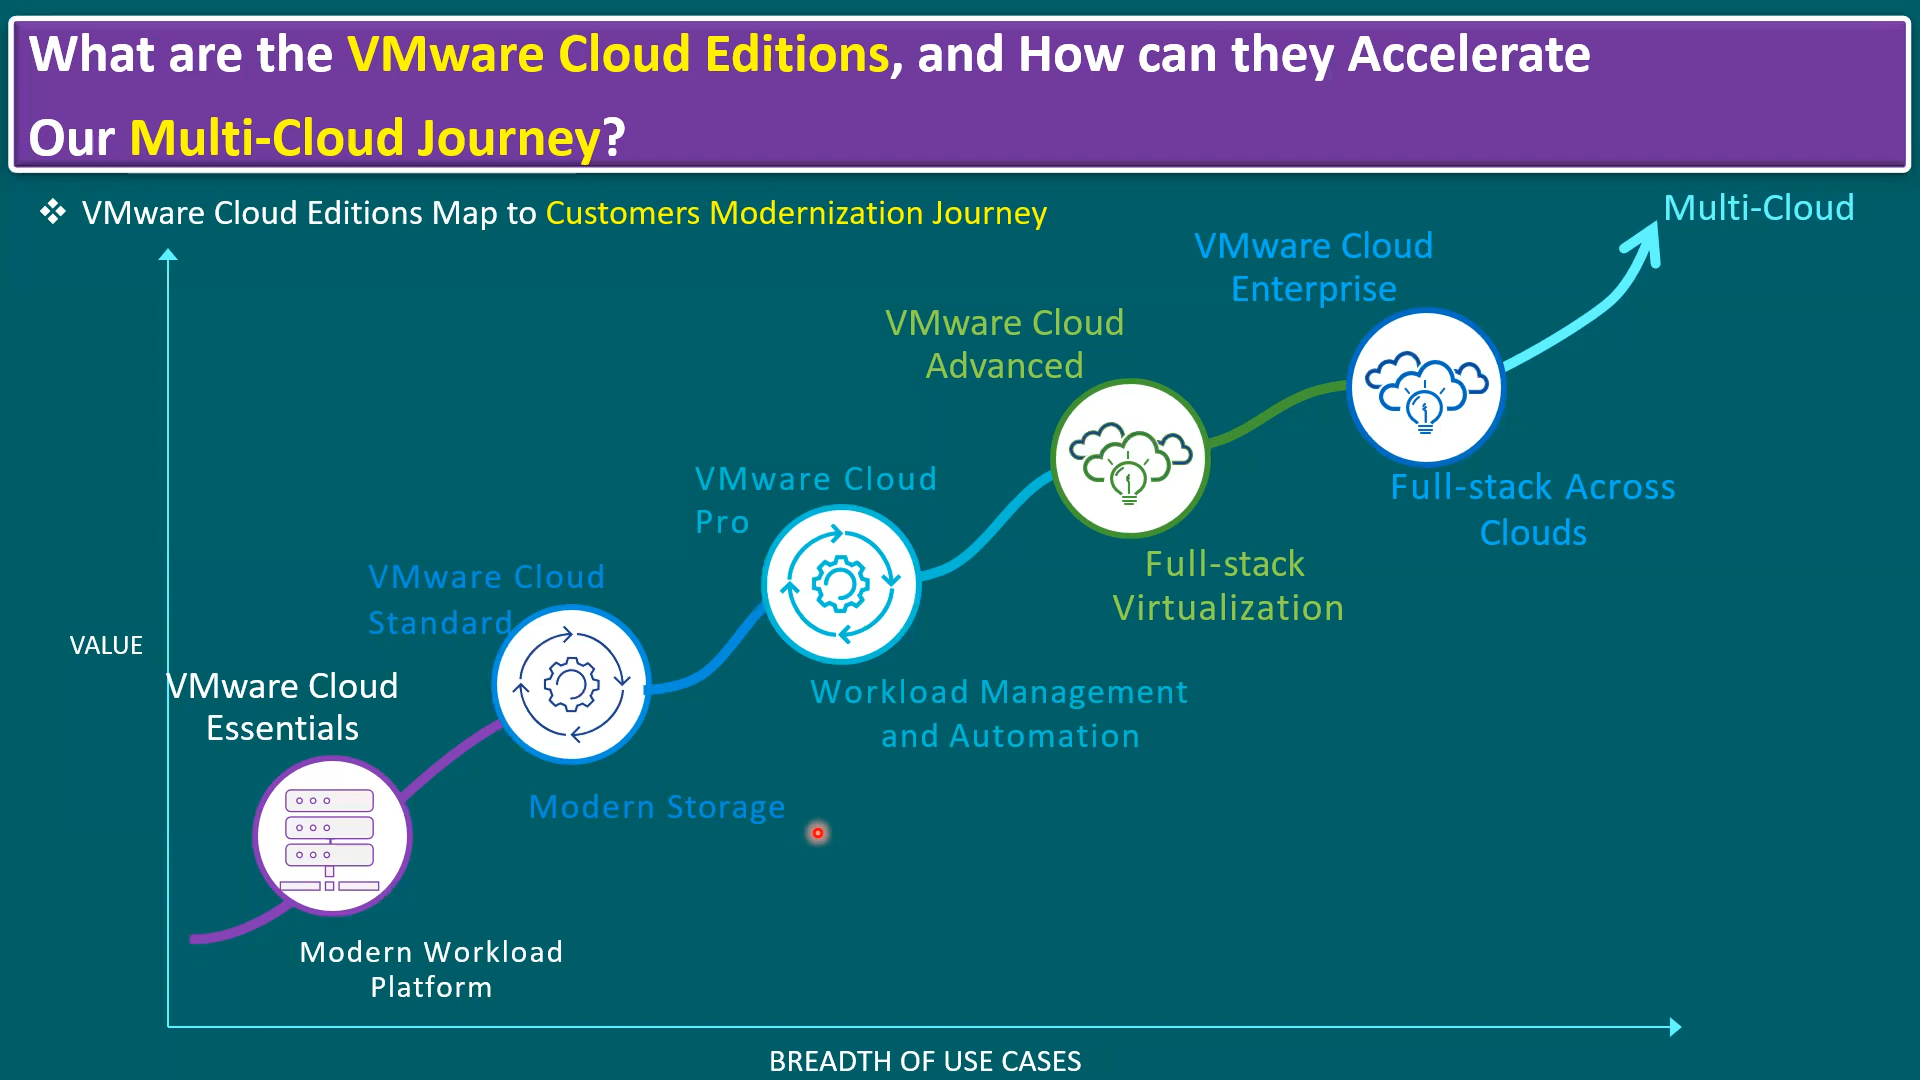 What are the VMware Cloud Editions, and How can they Accelerate
Our Multi-Cloud Journey?
❖ VMware Cloud Editions Map to Customers Modernization Journey
Multi-Cloud
VMware Cloud
Enterprise
VMware Cloud
Advanced
Full-stack Across
Clouds
VMware Cloud
Pro
Full-stack
Virtualization
VMware Cloud
Standard
VALUE
VMware Cloud
Essentials
Workload Management
and Automation
Modern Storage
Modern Workload
Platform
BREADTH OF USE CASES